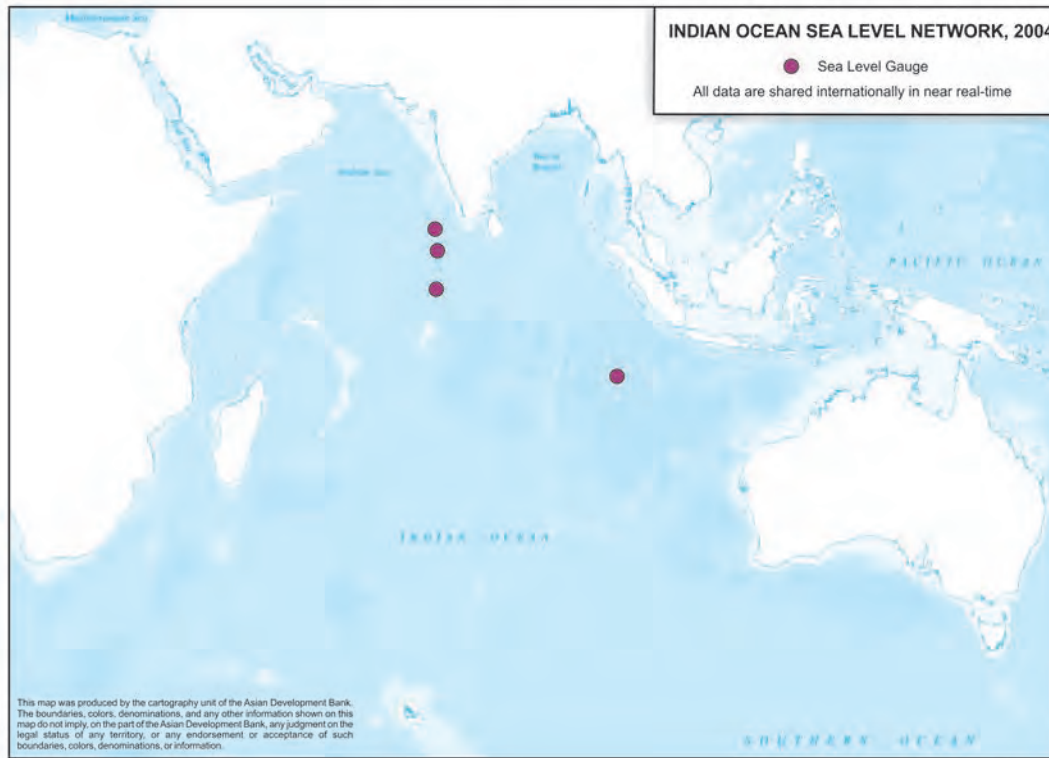 Mediterranean Sea
INDIAN OCEAN SEA LEVEL NETWORK, 2004
Sea Level Gauge
All data are shared internationally in near real-time
Arabian Sea
PACIFIC OCEAN
INDIAN OCEAN
This map was produced by the cartography unit of the Asian Development Bank.
The boundaries, colors, denominations, and any other information shown on this
map do not imply, on the part of the Asian Development Bank, any judgment on the
legal status of any territory, or any endorsement or acceptance of such
boundaries, colors, denominations, or information.
SOUTHERN OCEAN